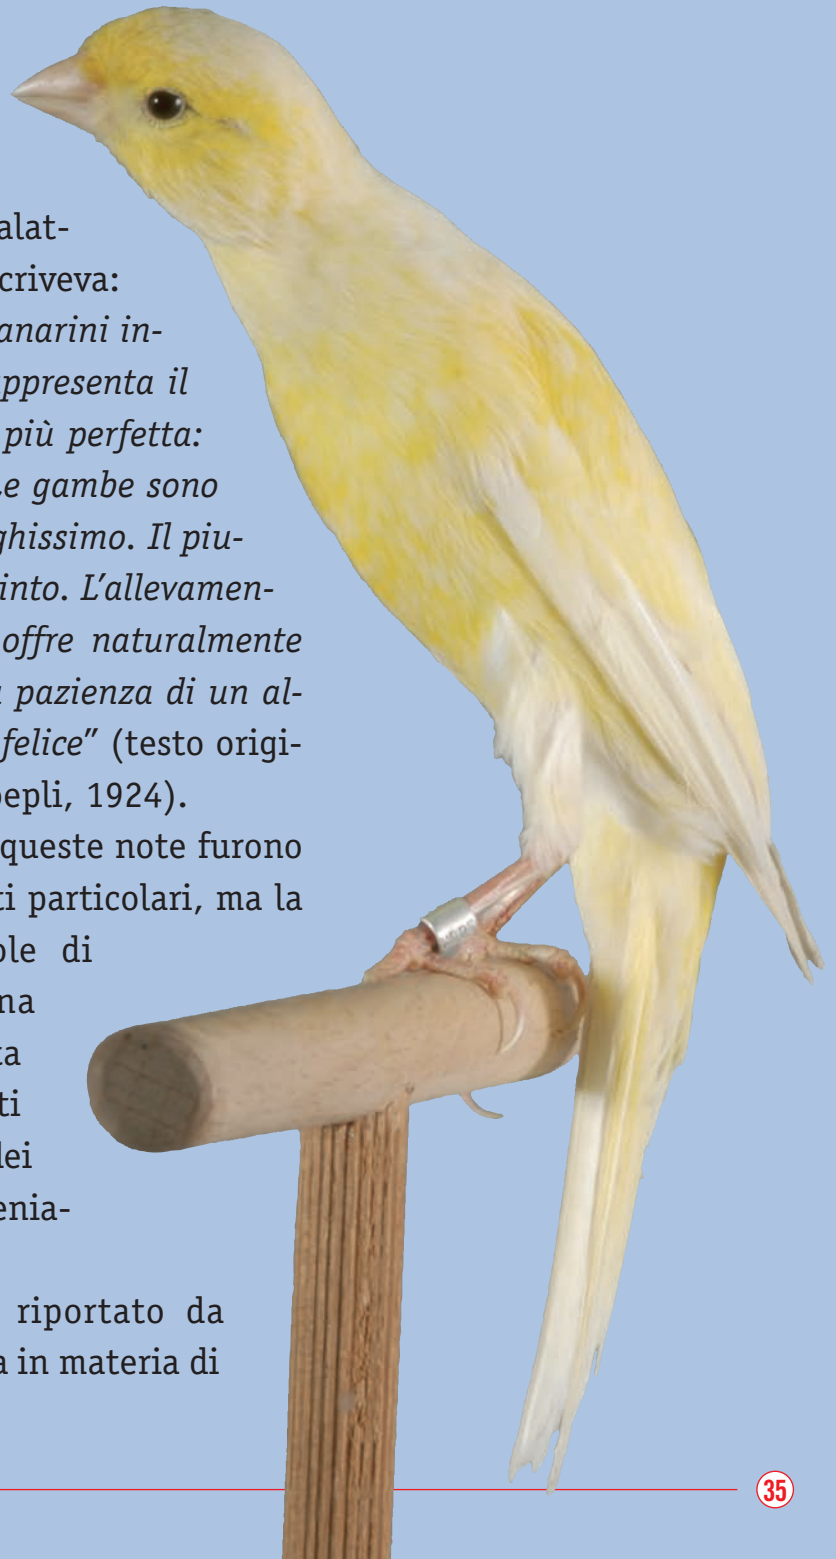 alat-
criveva:
anarini in-
ppresenta il
più perfetta:
e gambe sono
ghissimo. Il piu-
into. L'allevamen-
offre naturalmente
pazienza di un al-
felice" (testo origi-
oepli, 1924).
queste note furono
ti particolari, ma la
ole di
na
ta
ti
dei
enia-
riportato da
a in materia di
35